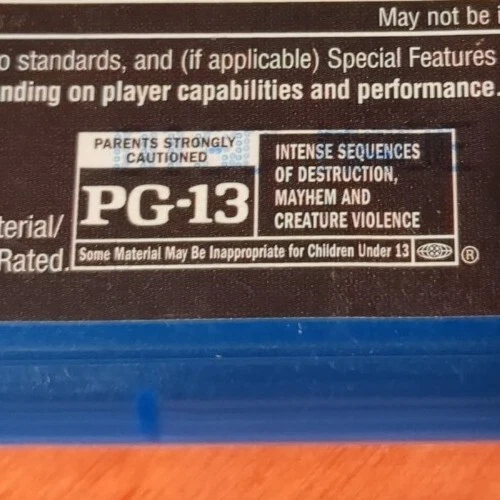 May not be
o standards, and (if applicable) Special Features
nding on player capabilities and performance.
PARENTS STRONGLY
CAUTIONED
PG-13
INTENSE SEQUENCES
OF DESTRUCTION,
MAYHEM AND
CREATURE VIOLENCE
terial/
Rated.
Some Material May Be Inappropriate for Children Under 13
®